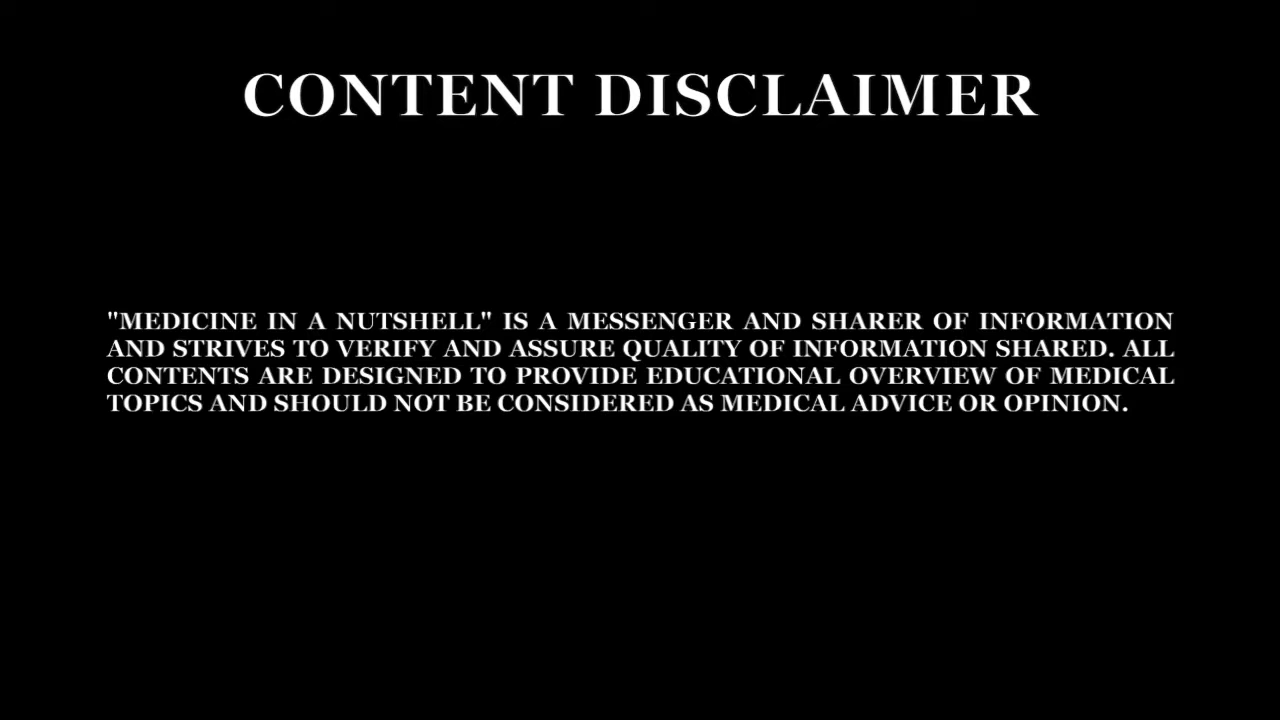 CONTENT DISCLAIMER
"MEDICINE IN A NUTSHELL" IS A MESSENGER AND SHARER OF INFORMATION
AND STRIVES TO VERIFY AND ASSURE QUALITY OF INFORMATION SHARED. ALL
CONTENTS ARE DESIGNED TO PROVIDE EDUCATIONAL OVERVIEW OF MEDICAL
TOPICS AND SHOULD NOT BE CONSIDERED AS MEDICAL ADVICE OR OPINION.